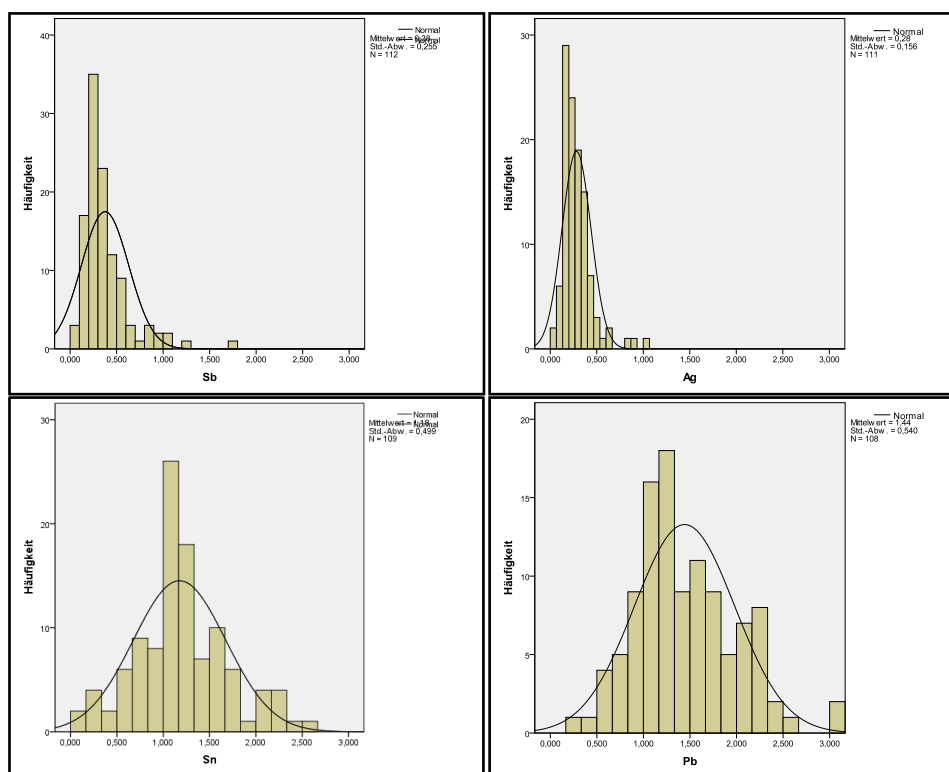 Normal
Normal
Std.-Abw. = 0,255
N = 112
40
30
20
10
0
Häufigkeit
0,000 0,500 1,000 1,500 2,000 2,500 3,000
Sb
Normal
Mittelwert = 0,28
Std.-Abw. = 0,156
N = 111
30
20
10
0
Häufigkeit
0,000 0,500 1,000 1,500 2,000 2,500 3,000
Ag
Normal
Normal
Std.-Abw. = 0,499
N = 109
30
20
10
0
Häufigkeit
0,000 0,500 1,000 1,500 2,000 2,500 3,000
Sn
Normal
Mittelwert = 1,44
Std.-Abw. = 0,540
N = 108
20
15
10
5
0
Häufigkeit
0,000 0,500 1,000 1,500 2,000 2,500 3,000
Pb